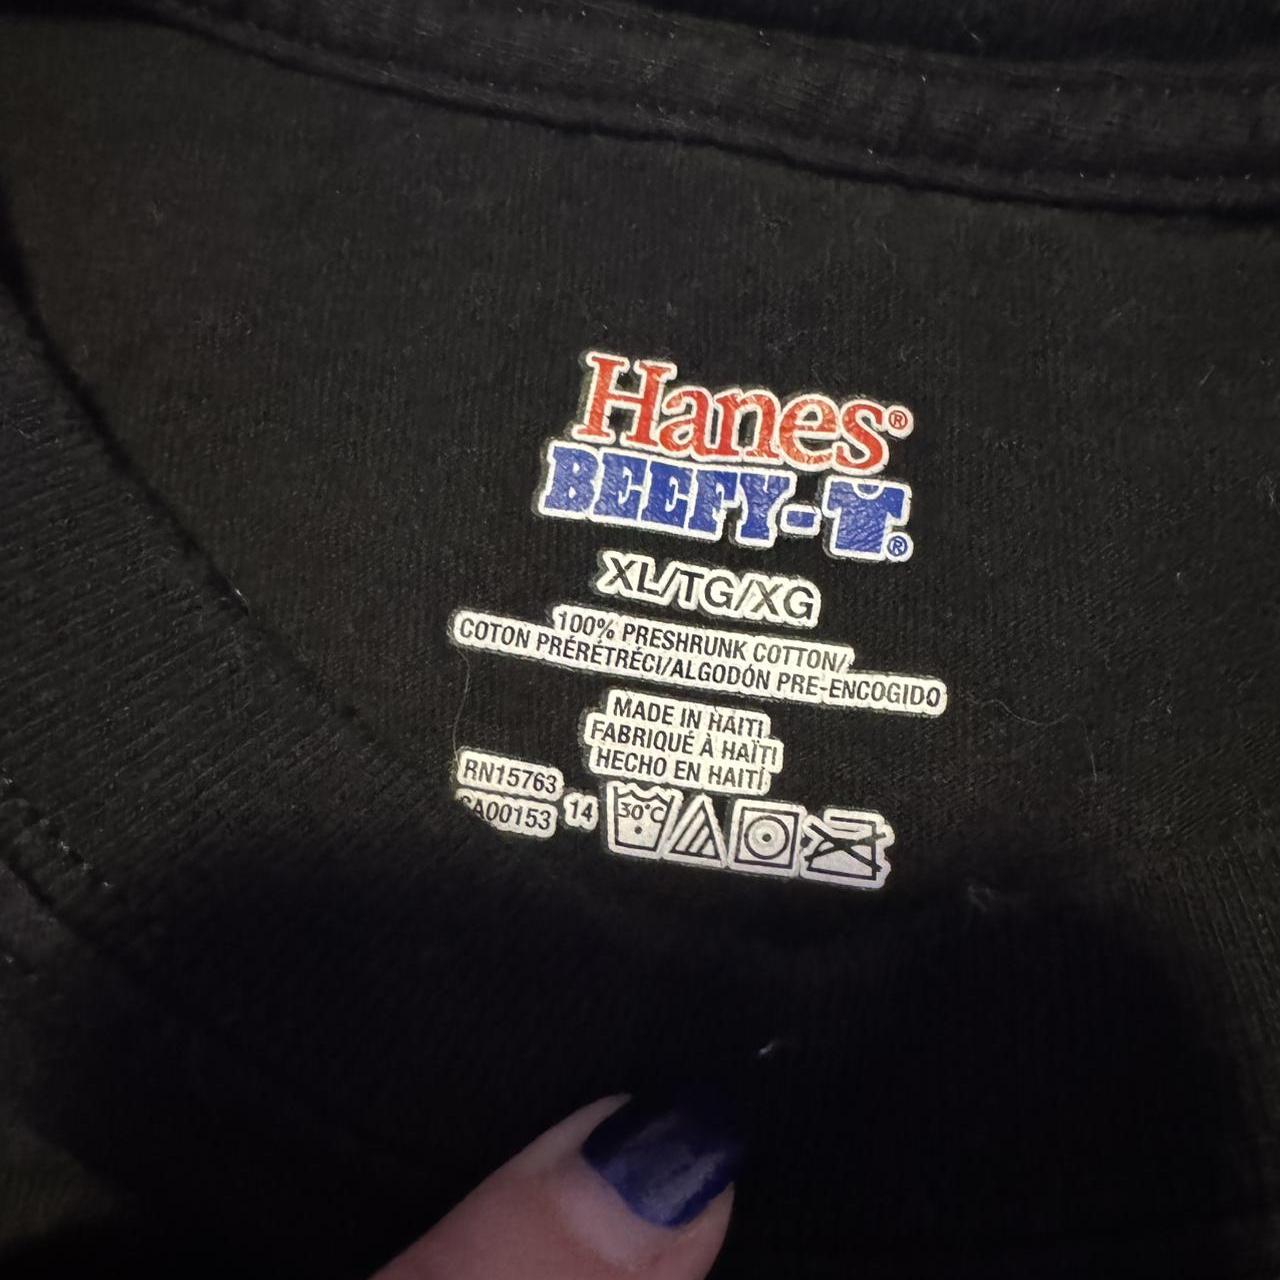 Hanes®
BEEFY-T®
XL/TG/XG
100% PRESHRUNK COTTON/
COTON PRÉRÉTRÉCI/ALGODÓN PRE-ENCOGIDO
MADE IN HAITI
FABRIQUÉ À HAÏTI
HECHO EN HAITÍ
RN15763
CA00153 14
30°C